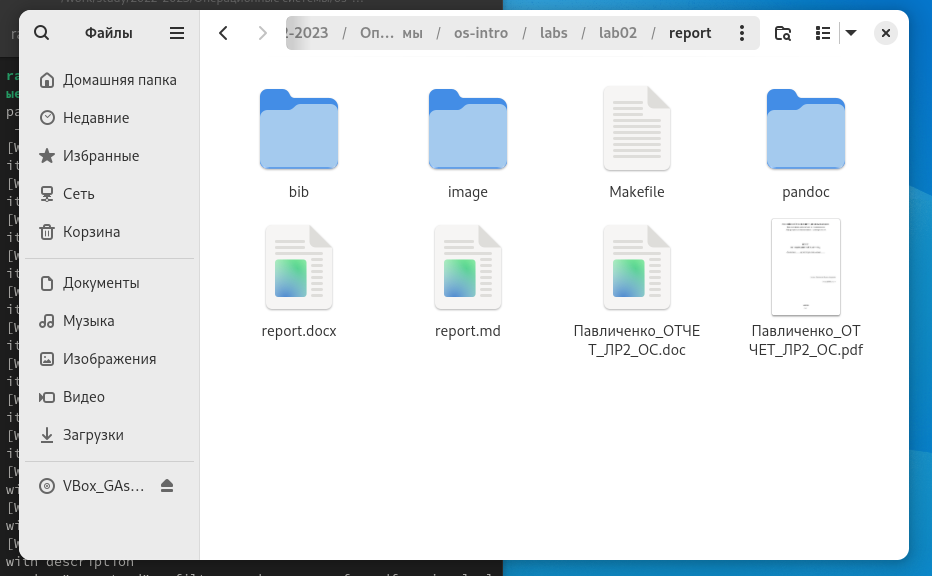 Файлы
2-2023 / Оп… мы / os-intro / labs / lab02 / report
Домашняя папка
Недавние
Избранные
Сеть
Корзина
Документы
Музыка
Изображения
Видео
Загрузки
VBox_GAs…
bib
image
Makefile
pandoc
report.docx
report.md
Павличенко_ОТЧЕ
Т_ЛР2_ОС.doc
Павличенко_ОТ
ЧЕТ_ЛР2_ОС.pdf
with description